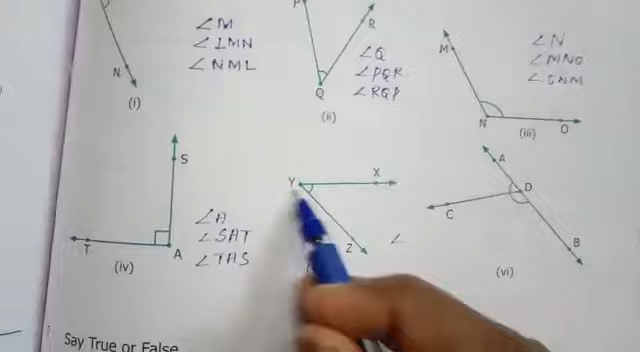 N
∠M
∠LMN
∠NML
(i)
P
R
Q
∠Q
∠PQR
∠RQP
(ii)
M
N
O
∠N
∠MNO
∠ONM
(iii)
S
T
A
∠A
∠SAT
∠TAS
(iv)
Y
X
Z
∠
A
D
C
B
(vi)
Say True or False